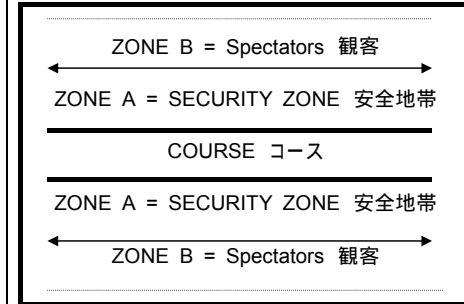 ZONE B = Spectators 観客
ZONE A = SECURITY ZONE 安全地帯
COURSE コース
ZONE A = SECURITY ZONE 安全地帯
ZONE B = Spectators 観客